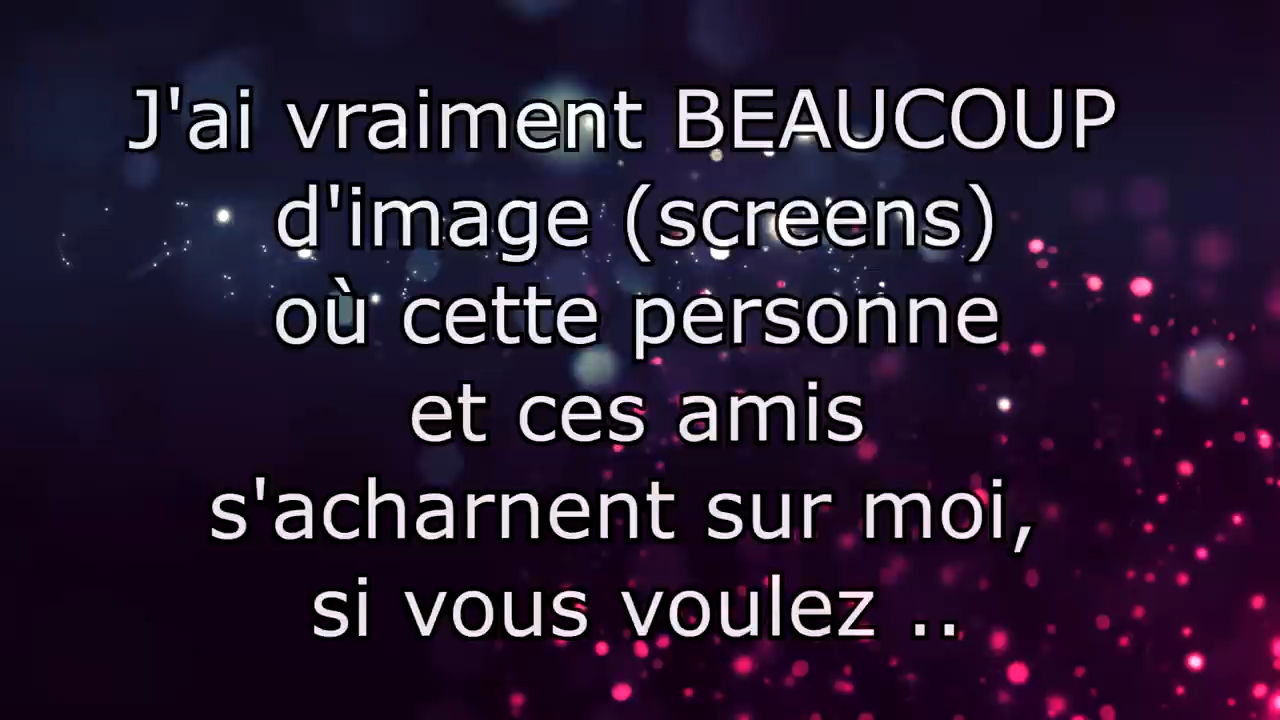 J'ai vraiment BEAUCOUP
d'image (screens)
où cette personne
et ces amis
s'acharnent sur moi,
si vous voulez ..